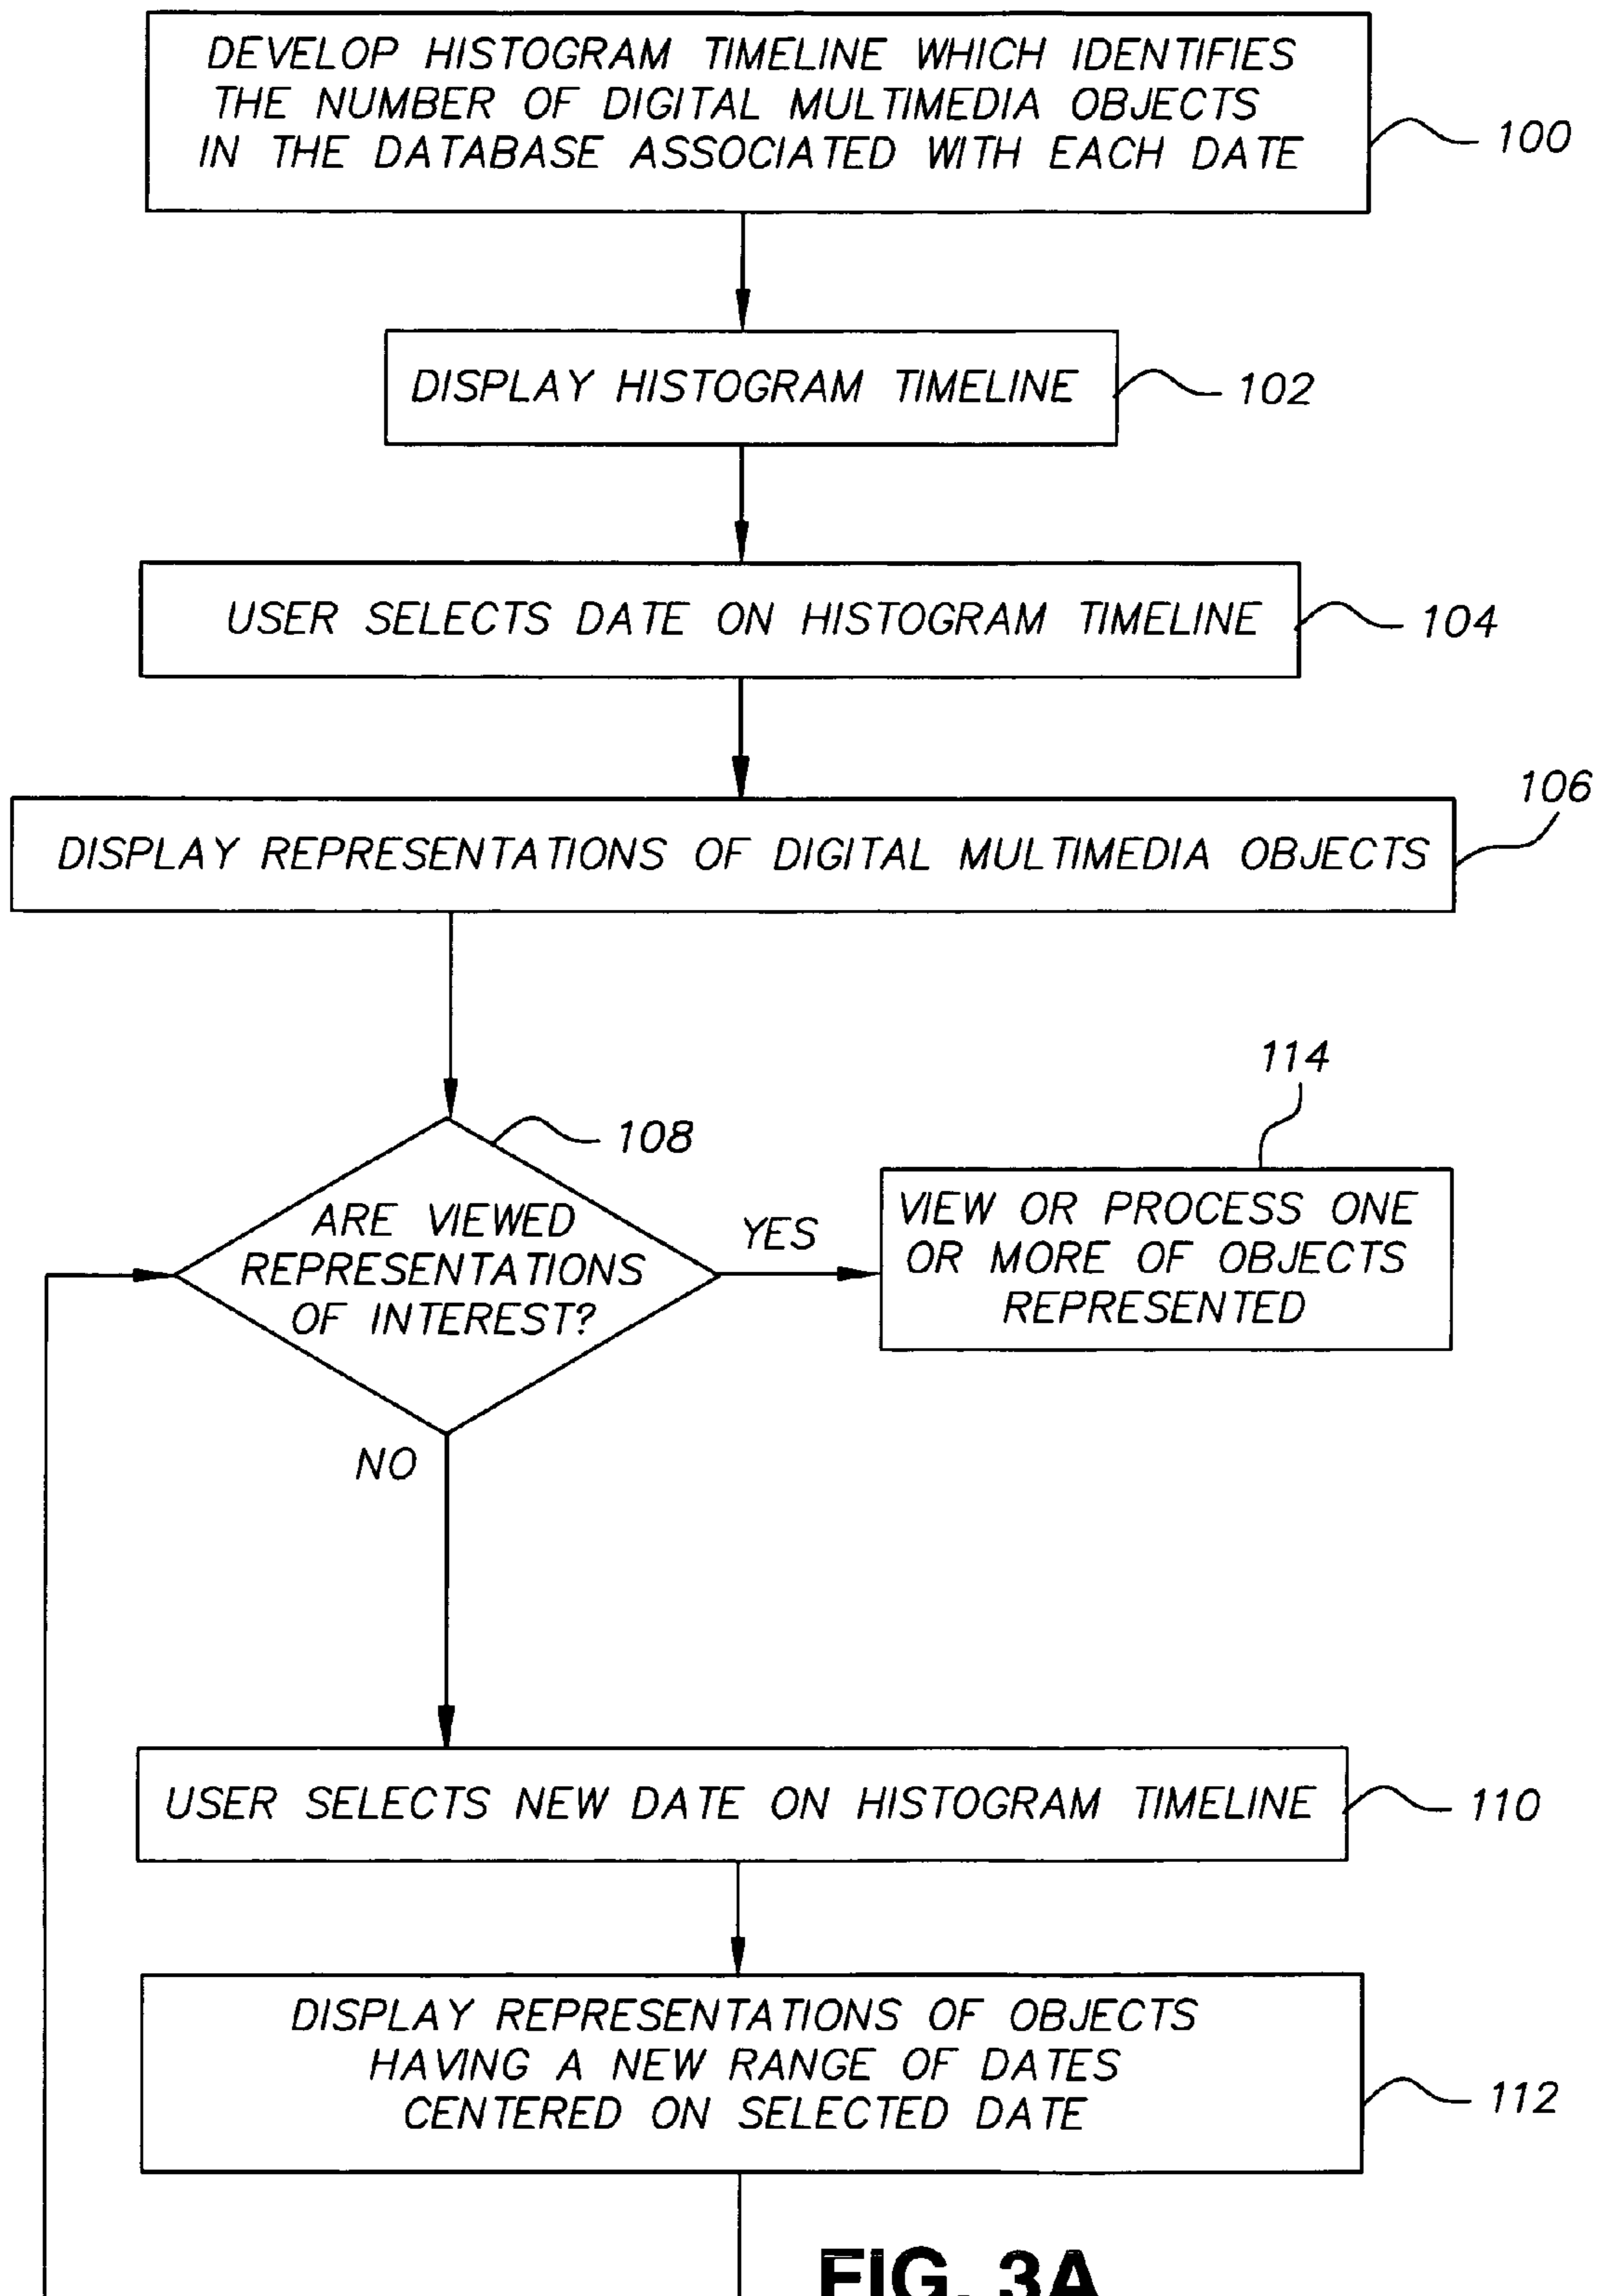 DEVELOP HISTOGRAM TIMELINE WHICH IDENTIFIES
THE NUMBER OF DIGITAL MULTIMEDIA OBJECTS
IN THE DATABASE ASSOCIATED WITH EACH DATE
100
DISPLAY HISTOGRAM TIMELINE
102
USER SELECTS DATE ON HISTOGRAM TIMELINE
104
106
DISPLAY REPRESENTATIONS OF DIGITAL MULTIMEDIA OBJECTS
114
108
ARE VIEWED
REPRESENTATIONS
OF INTEREST?
YES
VIEW OR PROCESS ONE
OR MORE OF OBJECTS
REPRESENTED
NO
USER SELECTS NEW DATE ON HISTOGRAM TIMELINE
110
DISPLAY REPRESENTATIONS OF OBJECTS
HAVING A NEW RANGE OF DATES
CENTERED ON SELECTED DATE
112
FIG. 3A